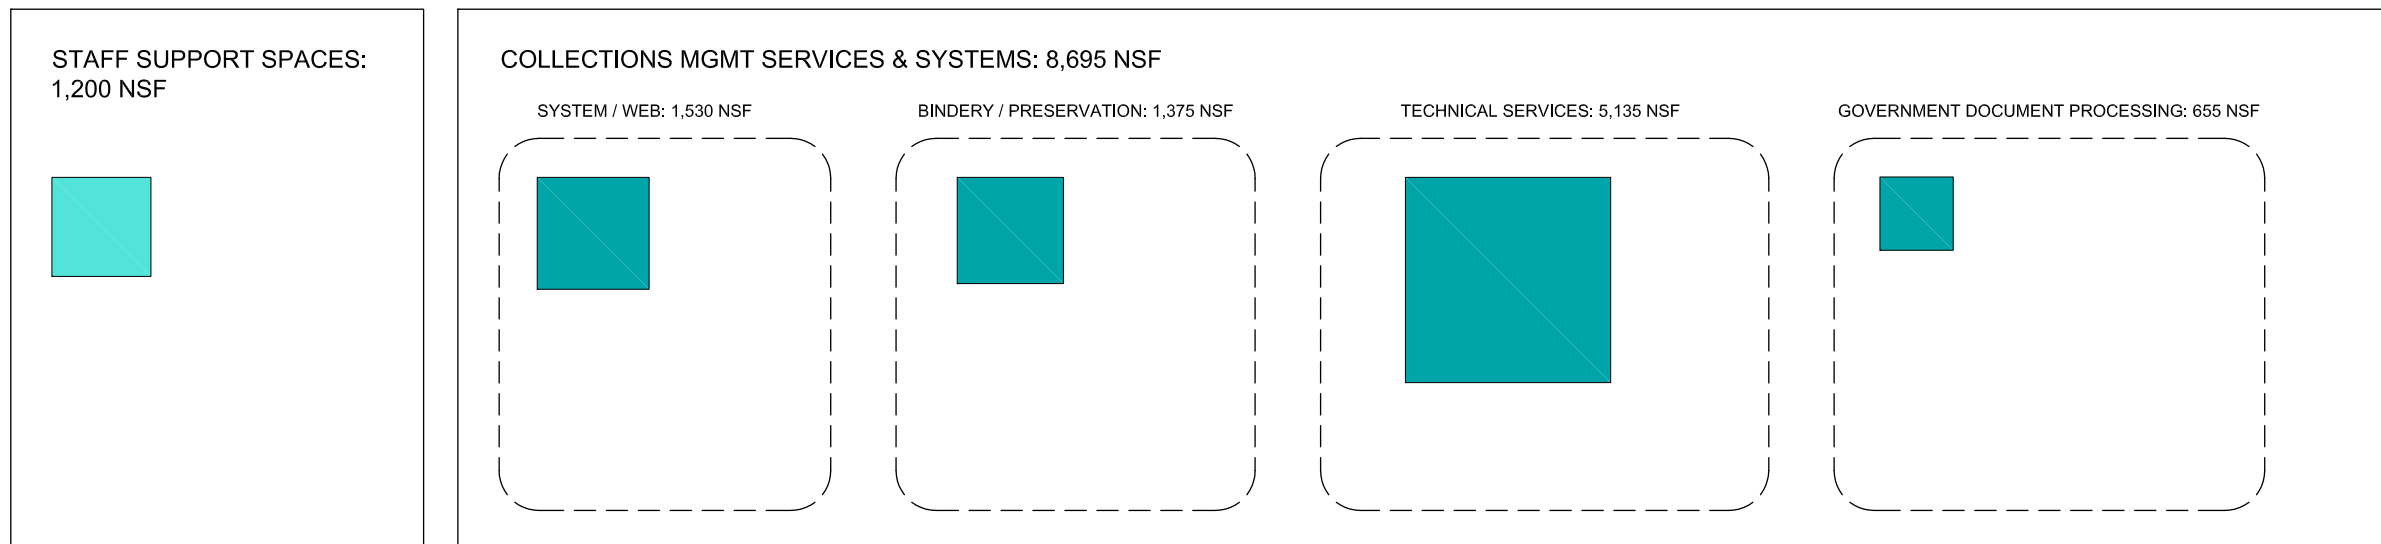 STAFF SUPPORT SPACES:
1,200 NSF
COLLECTIONS MGMT SERVICES & SYSTEMS: 8,695 NSF
SYSTEM / WEB: 1,530 NSF
BINDERY / PRESERVATION: 1,375 NSF
TECHNICAL SERVICES: 5,135 NSF
GOVERNMENT DOCUMENT PROCESSING: 655 NSF